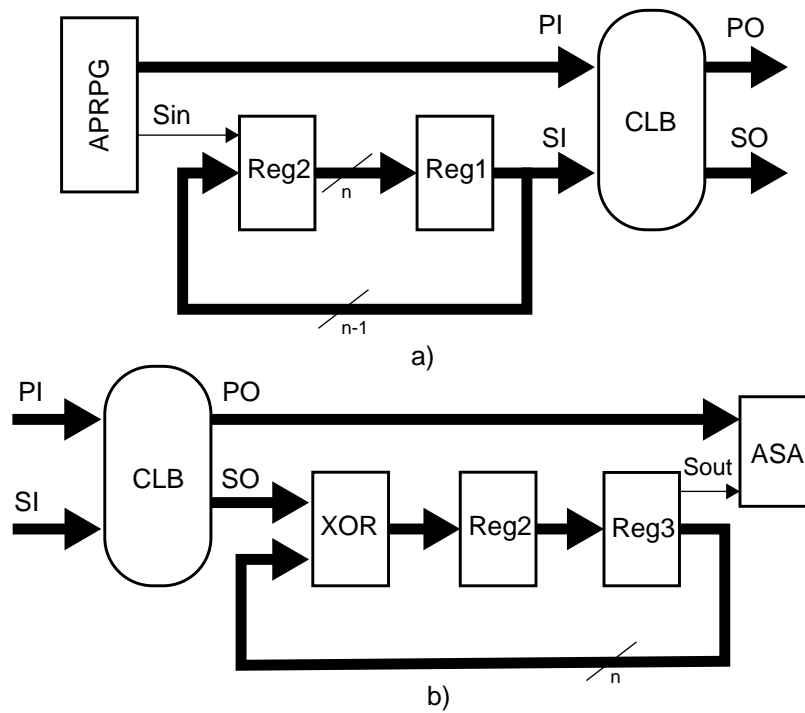 APRPG
PI
PO
Sin
CLB
Reg2
n
Reg1
SI
SO
n-1
a)
PI
PO
CLB
SI
SO
XOR
Reg2
Reg3
Sout
ASA
n
b)